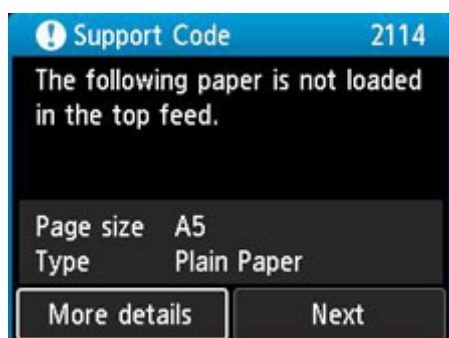 Support Code 2114
The following paper is not loaded
in the top feed.
Page size A5
Type Plain Paper
More details Next